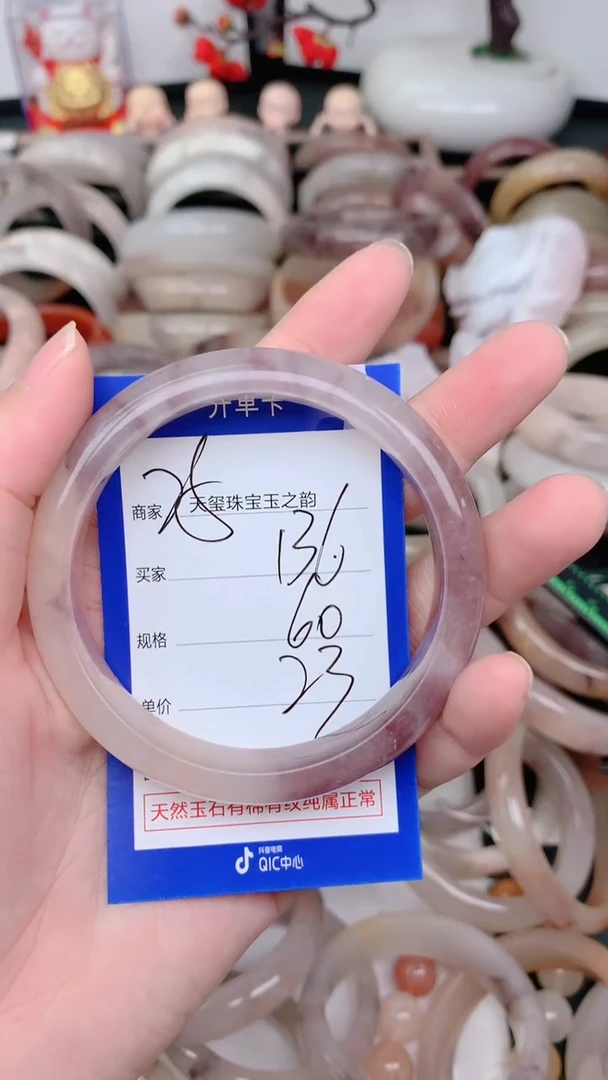 开单卡
商家 天玺珠宝玉之韵
136
买家
60
规格
23
单价
天然玉石有棉有纹纯属正常
抖音电商
QIC中心